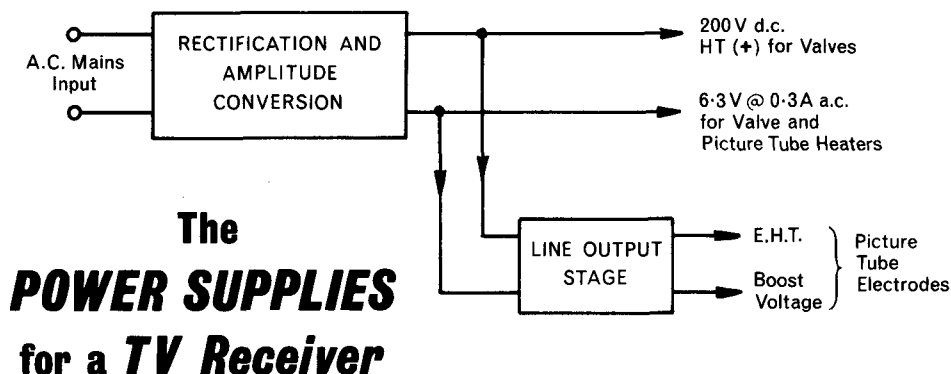 A.C. Mains
Input
RECTIFICATION AND
AMPLITUDE
CONVERSION
200 V d.c.
HT (+) for Valves
6·3 V @ 0·3A a.c.
for Valve and
Picture Tube Heaters
LINE OUTPUT
STAGE
E.H.T.
Boost
Voltage
Picture
Tube
Electrodes
The
POWER SUPPLIES
for a TV Receiver